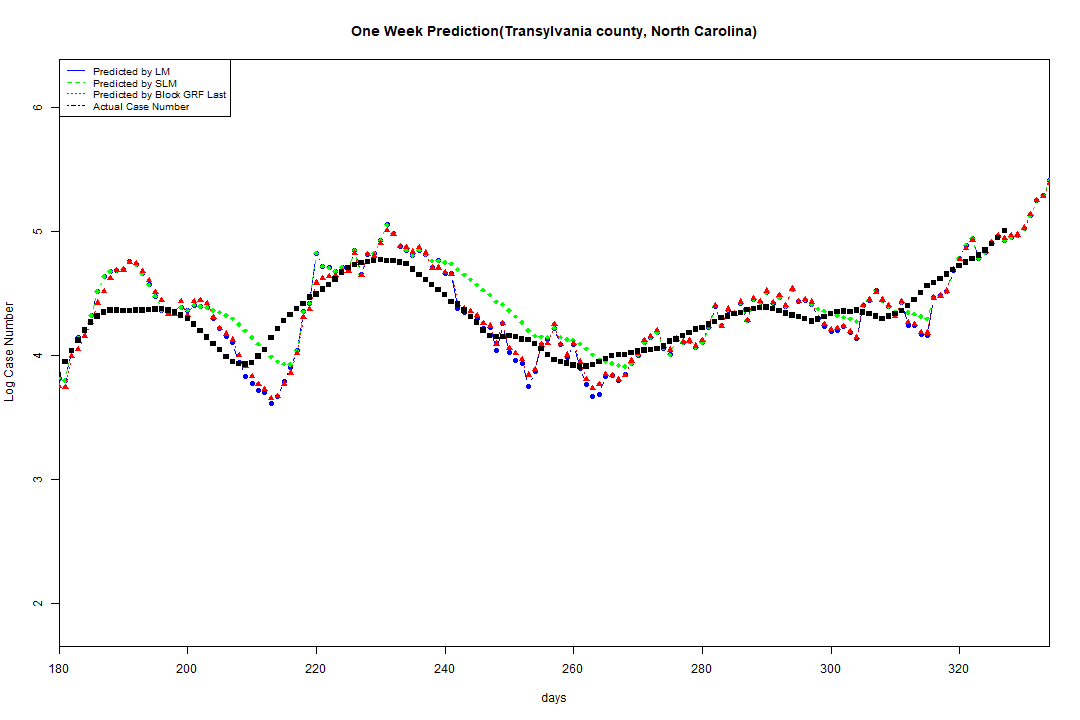 One Week Prediction(Transylvania county, North Carolina)
Predicted by LM
Predicted by SLM
Predicted by Block GRF Last
Actual Case Number
6
5
4
3
2
Log Case Number
180 200 220 240 260 280 300 320
days